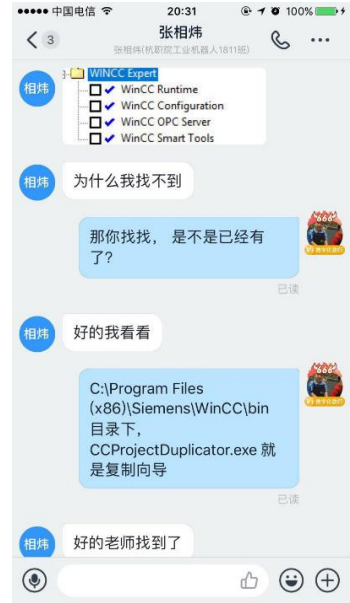 中国电信
20:31
100%
3
张相炜
张相炜(杭职院工业机器人1811班)
相炜
WINCC Expert
WinCC Runtime
WinCC Configuration
WinCC OPC Server
WinCC Smart Tools
相炜
为什么我找不到
那你找找， 是不是已经有
了?
666
已读
相炜
好的我看看
C:\Program Files
(x86)\Siemens\WinCC\bin
目录下,
CCProjectDuplicator.exe 就
是复制向导
666
已读
相炜
好的老师找到了